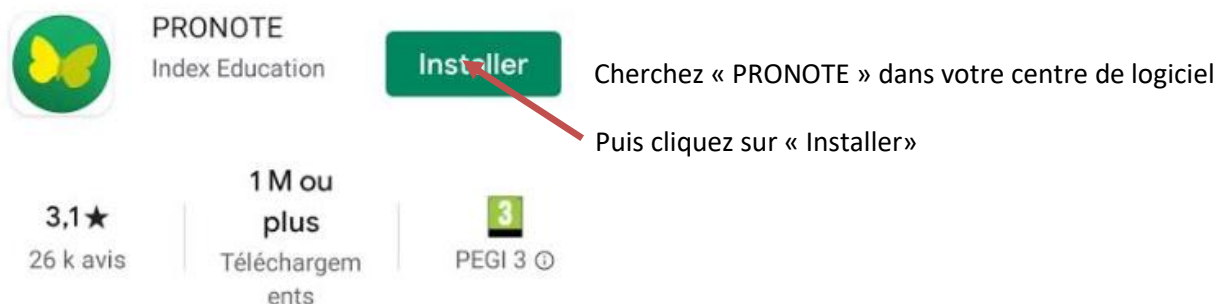 PRONOTE
Index Education
Installer
Cherchez « PRONOTE » dans votre centre de logiciel
Puis cliquez sur « Installer»
3,1★
26 k avis
1 M ou
plus
Téléchargem
ents
3
PEGI 3 ⓘ